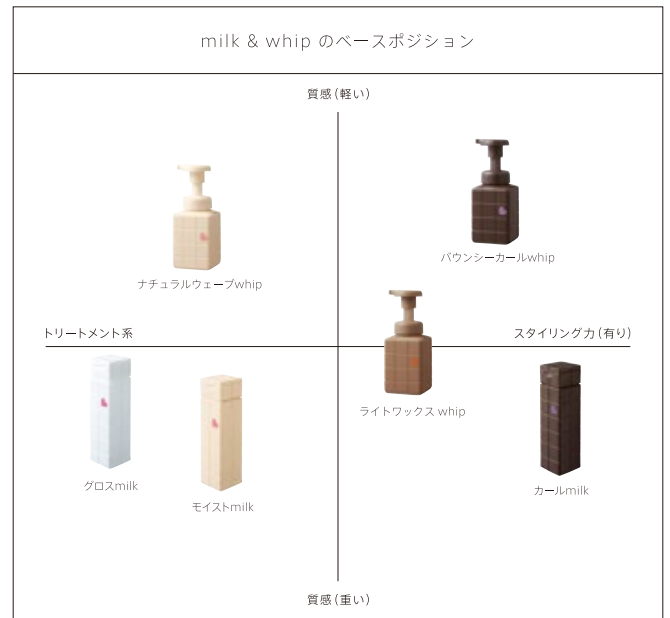 milk & whip のベースポジション
質感(軽い)
バウンシーカールwhip
ナチュラルウェーブwhip
トリートメント系
スタイリング力(有り)
ライトワックス whip
グロスmilk
カールmilk
モイストmilk
質感(重い)